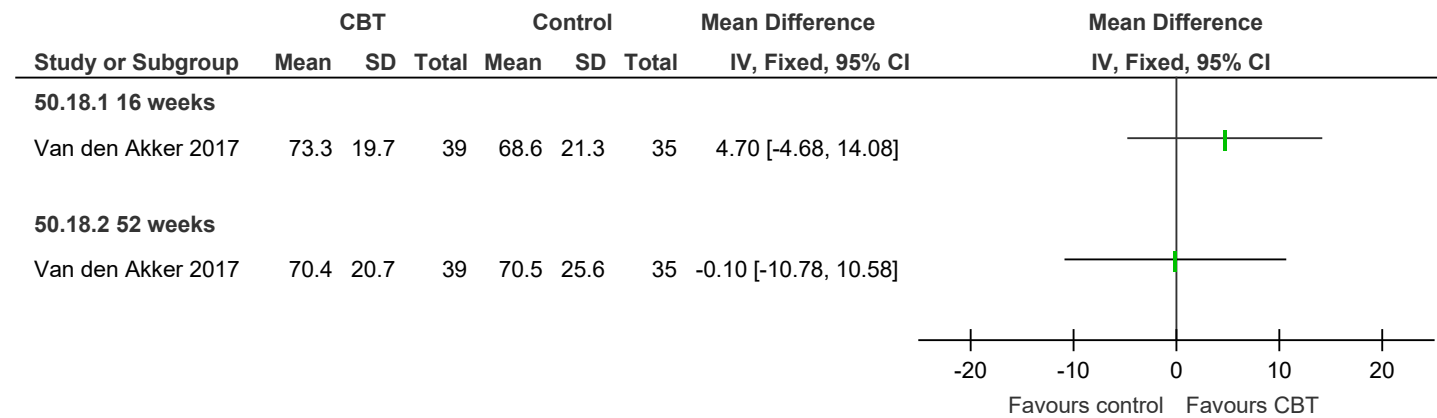 CBT Control Mean Difference Mean Difference
Study or Subgroup Mean SD Total Mean SD Total IV, Fixed, 95% CI IV, Fixed, 95% CI
50.18.1 16 weeks
Van den Akker 2017 73.3 19.7 39 68.6 21.3 35 4.70 [-4.68, 14.08]
50.18.2 52 weeks
Van den Akker 2017 70.4 20.7 39 70.5 25.6 35 -0.10 [-10.78, 10.58]
-20 -10 0 10 20
Favours control Favours CBT